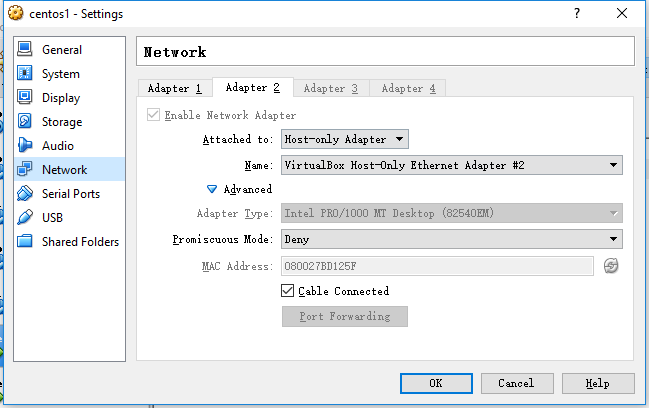 centos1 - Settings
General
System
Display
Storage
Audio
Network
Serial Ports
USB
Shared Folders
Network
Adapter 1 Adapter 2 Adapter 3 Adapter 4
Enable Network Adapter
Attached to: Host-only Adapter
Name: VirtualBox Host-Only Ethernet Adapter #2
Advanced
Adapter Type: Intel PRO/1000 MT Desktop (82540EM)
Promiscuous Mode: Deny
MAC Address: 080027BD125F
Cable Connected
Port Forwarding
OK Cancel Help